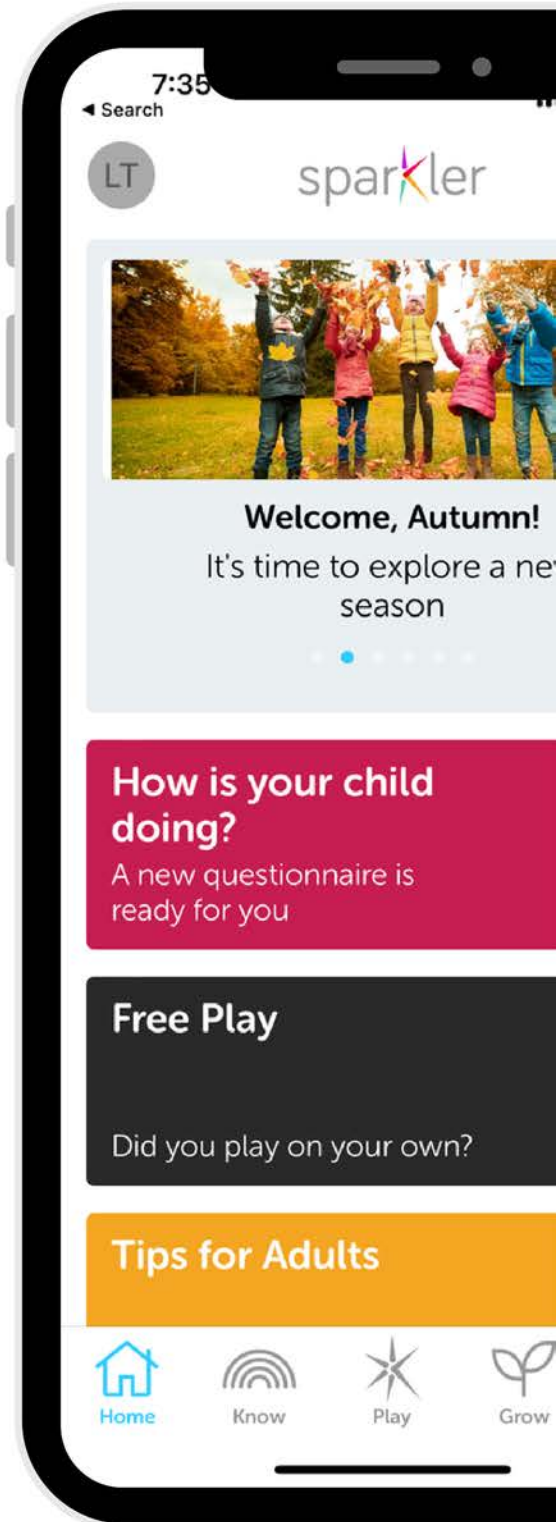 7:35
◀ Search
LT
sparkler
Welcome, Autumn!
It's time to explore a
season
How is your child
doing?
A new questionnaire is
ready for you
Free Play
Did you play on your own?
Tips for Adults
Home
Know
Play
Grow